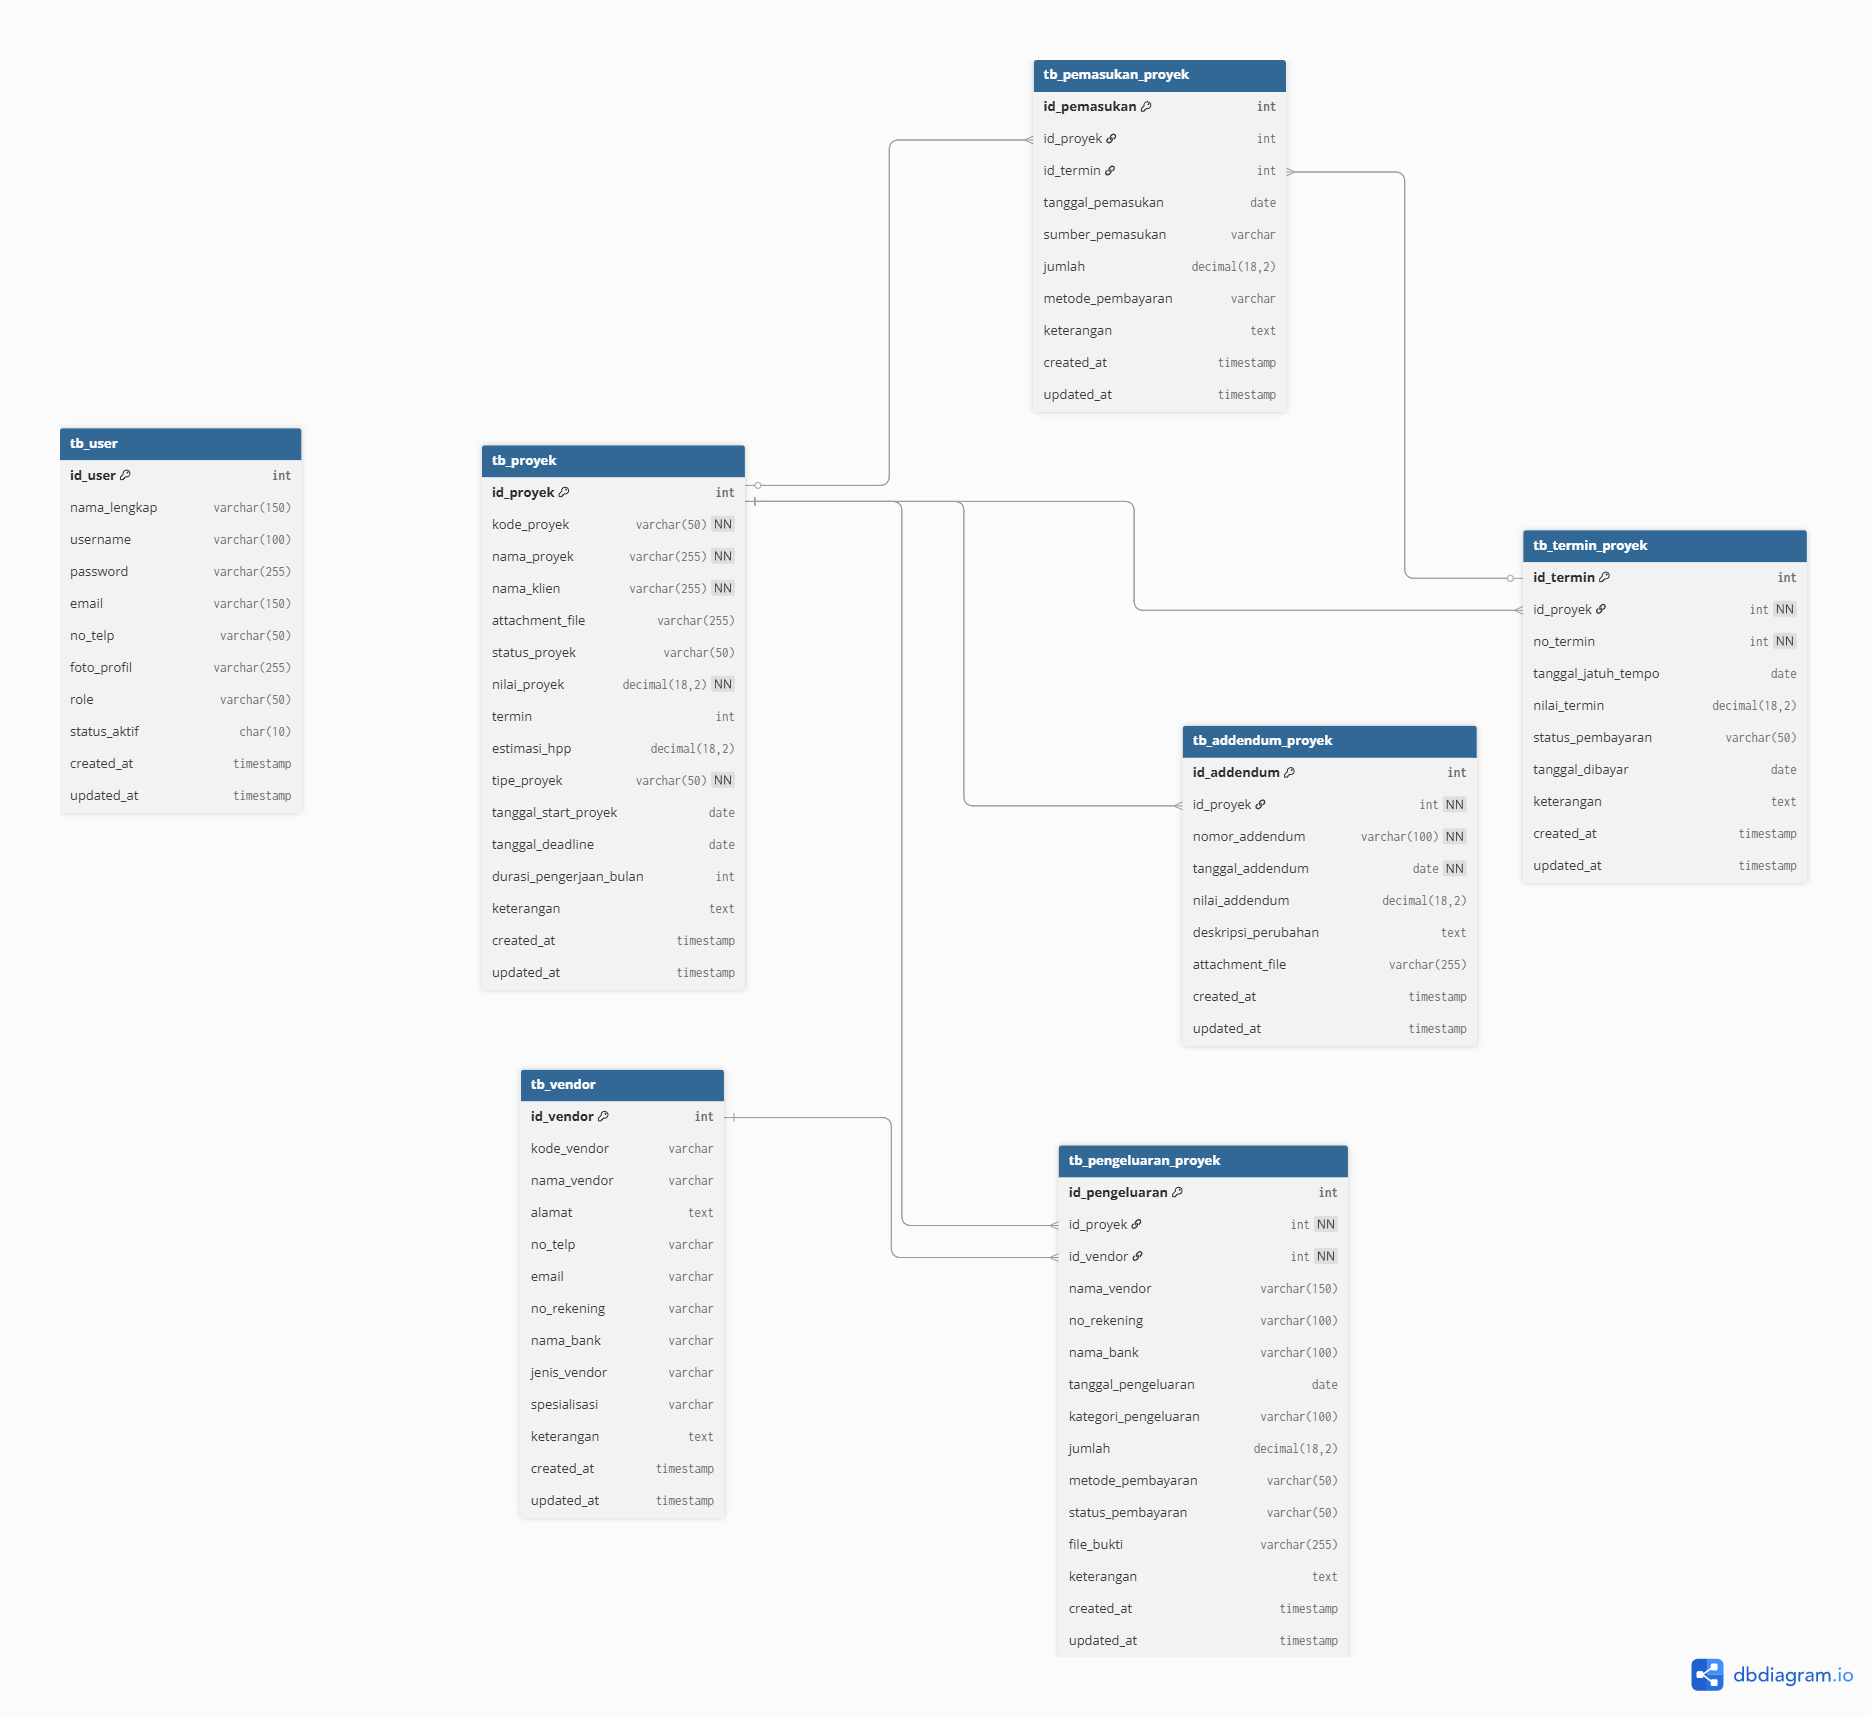 tb_pemasukan_proyek
id_pemasukan int
id_proyek int
id_termin int
tanggal_pemasukan date
sumber_pemasukan varchar
jumlah decimal(18,2)
metode_pembayaran varchar
keterangan text
created_at timestamp
updated_at timestamp
tb_user
id_user int
nama_lengkap varchar(150)
username varchar(100)
password varchar(255)
email varchar(150)
no_telp varchar(50)
foto_profil varchar(255)
role varchar(50)
status_aktif char(10)
created_at timestamp
updated_at timestamp
tb_proyek
id_proyek int
kode_proyek varchar(50) NN
nama_proyek varchar(255) NN
nama_klien varchar(255) NN
attachment_file varchar(255)
status_proyek varchar(50)
nilai_proyek decimal(18,2) NN
termin int
estimasi_hpp decimal(18,2)
tipe_proyek varchar(50) NN
tanggal_start_proyek date
tanggal_deadline date
durasi_pengerjaan_bulan int
keterangan text
created_at timestamp
updated_at timestamp
tb_termin_proyek
id_termin int
id_proyek int NN
no_termin int NN
tanggal_jatuh_tempo date
nilai_termin decimal(18,2)
status_pembayaran varchar(50)
tanggal_dibayar date
keterangan text
created_at timestamp
updated_at timestamp
tb_addendum_proyek
id_addendum int
id_proyek int NN
nomor_addendum varchar(100) NN
tanggal_addendum date NN
nilai_addendum decimal(18,2)
deskripsi_perubahan text
attachment_file varchar(255)
created_at timestamp
updated_at timestamp
tb_vendor
id_vendor int
kode_vendor varchar
nama_vendor varchar
alamat text
no_telp varchar
email varchar
no_rekening varchar
nama_bank varchar
jenis_vendor varchar
spesialisasi varchar
keterangan text
created_at timestamp
updated_at timestamp
tb_pengeluaran_proyek
id_pengeluaran int
id_proyek int NN
id_vendor int NN
nama_vendor varchar(150)
no_rekening varchar(100)
nama_bank varchar(100)
tanggal_pengeluaran date
kategori_pengeluaran varchar(100)
jumlah decimal(18,2)
metode_pembayaran varchar(50)
status_pembayaran varchar(50)
file_bukti varchar(255)
keterangan text
created_at timestamp
updated_at timestamp
dbdiagram.io